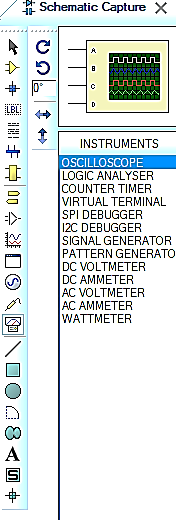 Schematic Capture
A
B
C
D
LBL
0°
INSTRUMENTS
OSCILLOSCOPE
LOGIC ANALYSER
COUNTER TIMER
VIRTUAL TERMINAL
SPI DEBUGGER
I2C DEBUGGER
SIGNAL GENERATOR
PATTERN GENERATO
DC VOLTMETER
DC AMMETER
AC VOLTMETER
AC AMMETER
WATTMETER
A
S